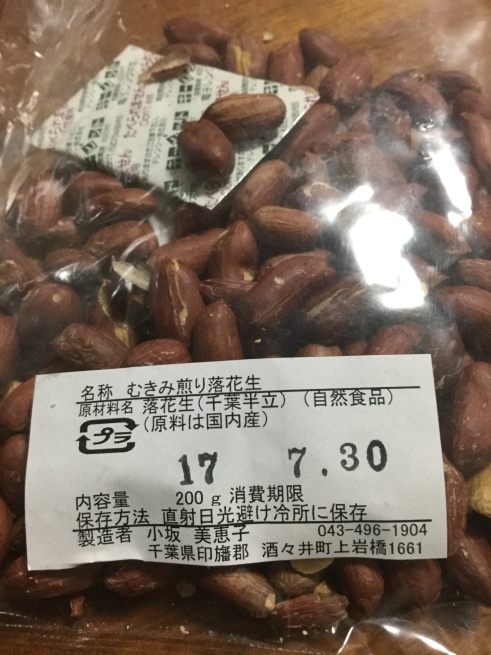 名称 むきみ煎り落花生
原材料名 落花生(千葉半立) (自然食品)
プラ (原料は国内産)
17 7.30
内容量 200g 消費期限
保存方法 直射日光避け冷所に保存
製造者 小坂 美恵子 043-496-1904
千葉県印旛郡 酒々井町上岩橋1661